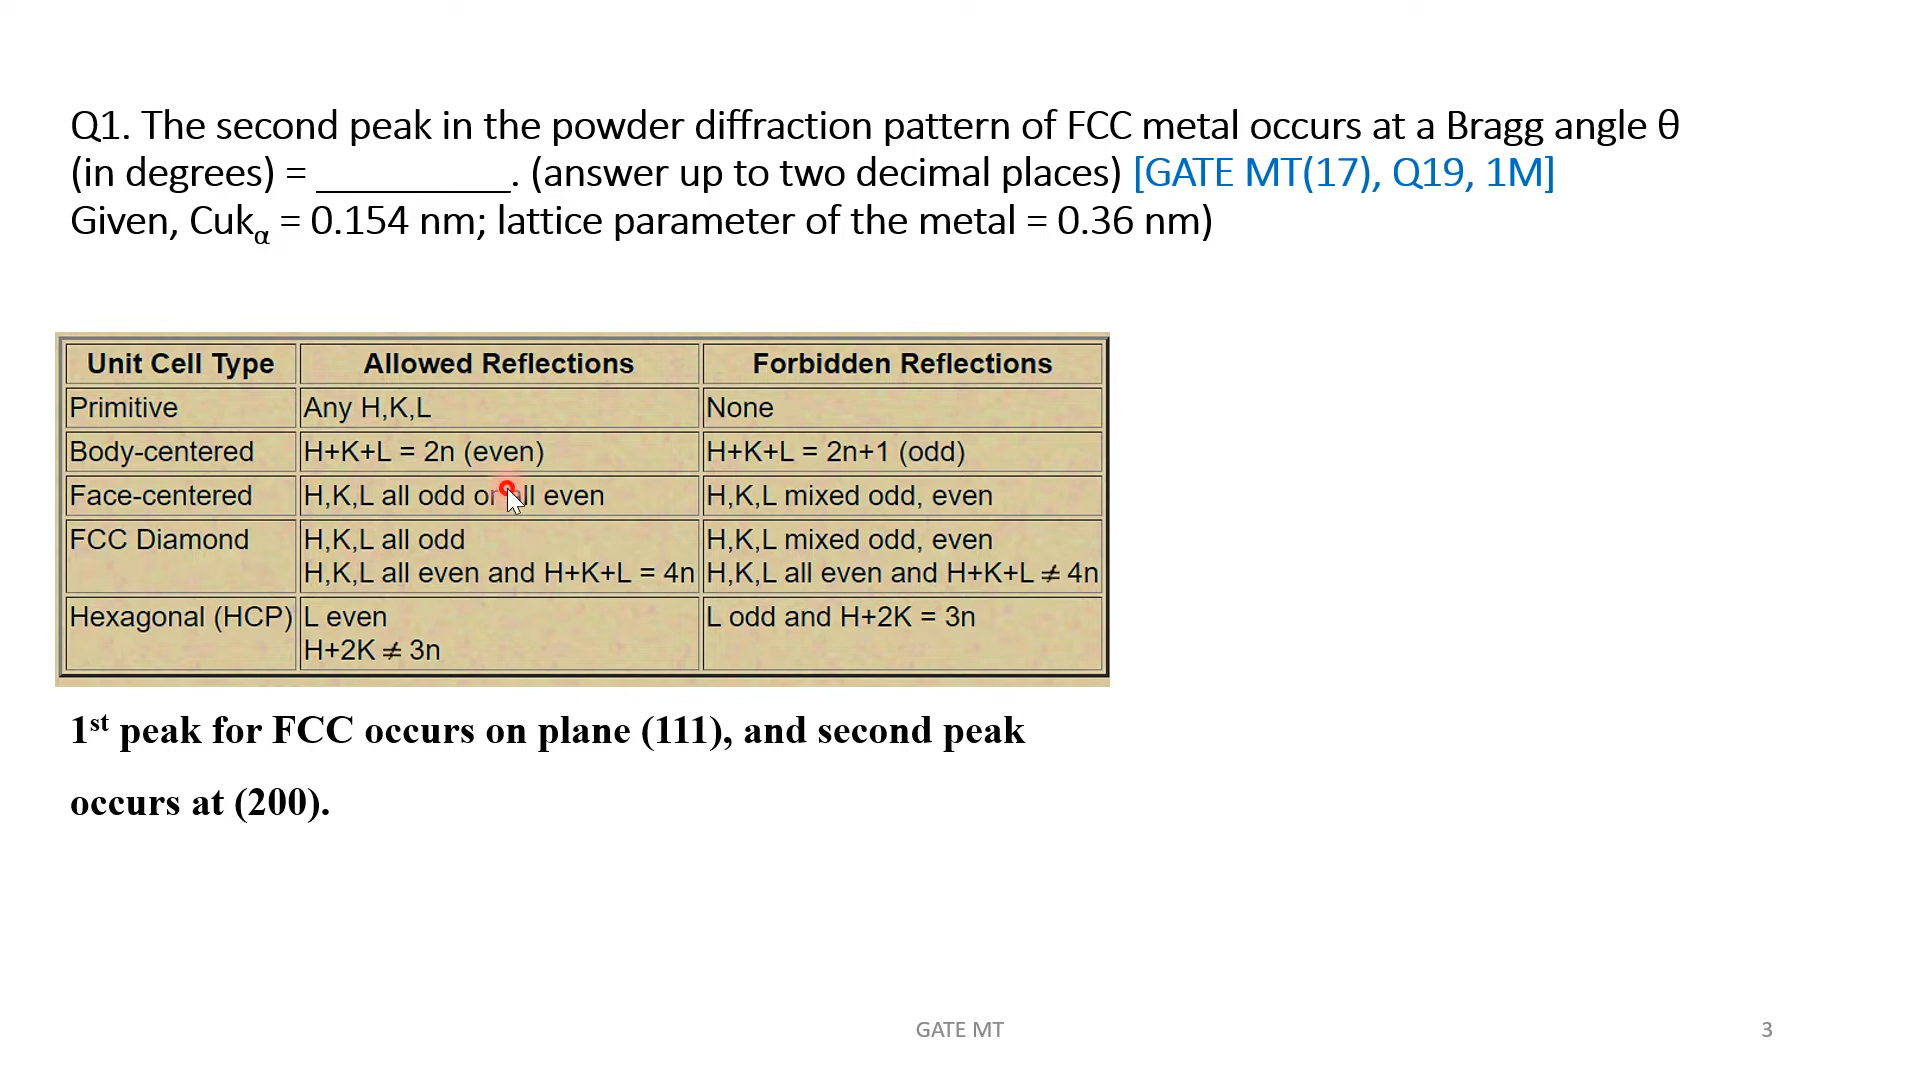 Q1. The second peak in the powder diffraction pattern of FCC metal occurs at a Bragg angle θ
(in degrees) = _________. (answer up to two decimal places) [GATE MT(17), Q19, 1M]
Given, Cukα = 0.154 nm; lattice parameter of the metal = 0.36 nm)
Unit Cell Type Allowed Reflections Forbidden Reflections
Primitive Any H,K,L None
Body-centered H+K+L = 2n (even) H+K+L = 2n+1 (odd)
Face-centered H,K,L all odd or all even H,K,L mixed odd, even
FCC Diamond H,K,L all odd H,K,L mixed odd, even
H,K,L all even and H+K+L = 4n H,K,L all even and H+K+L ≠ 4n
Hexagonal (HCP) L even L odd and H+2K = 3n
H+2K ≠ 3n
1st peak for FCC occurs on plane (111), and second peak
occurs at (200).
GATE MT 3